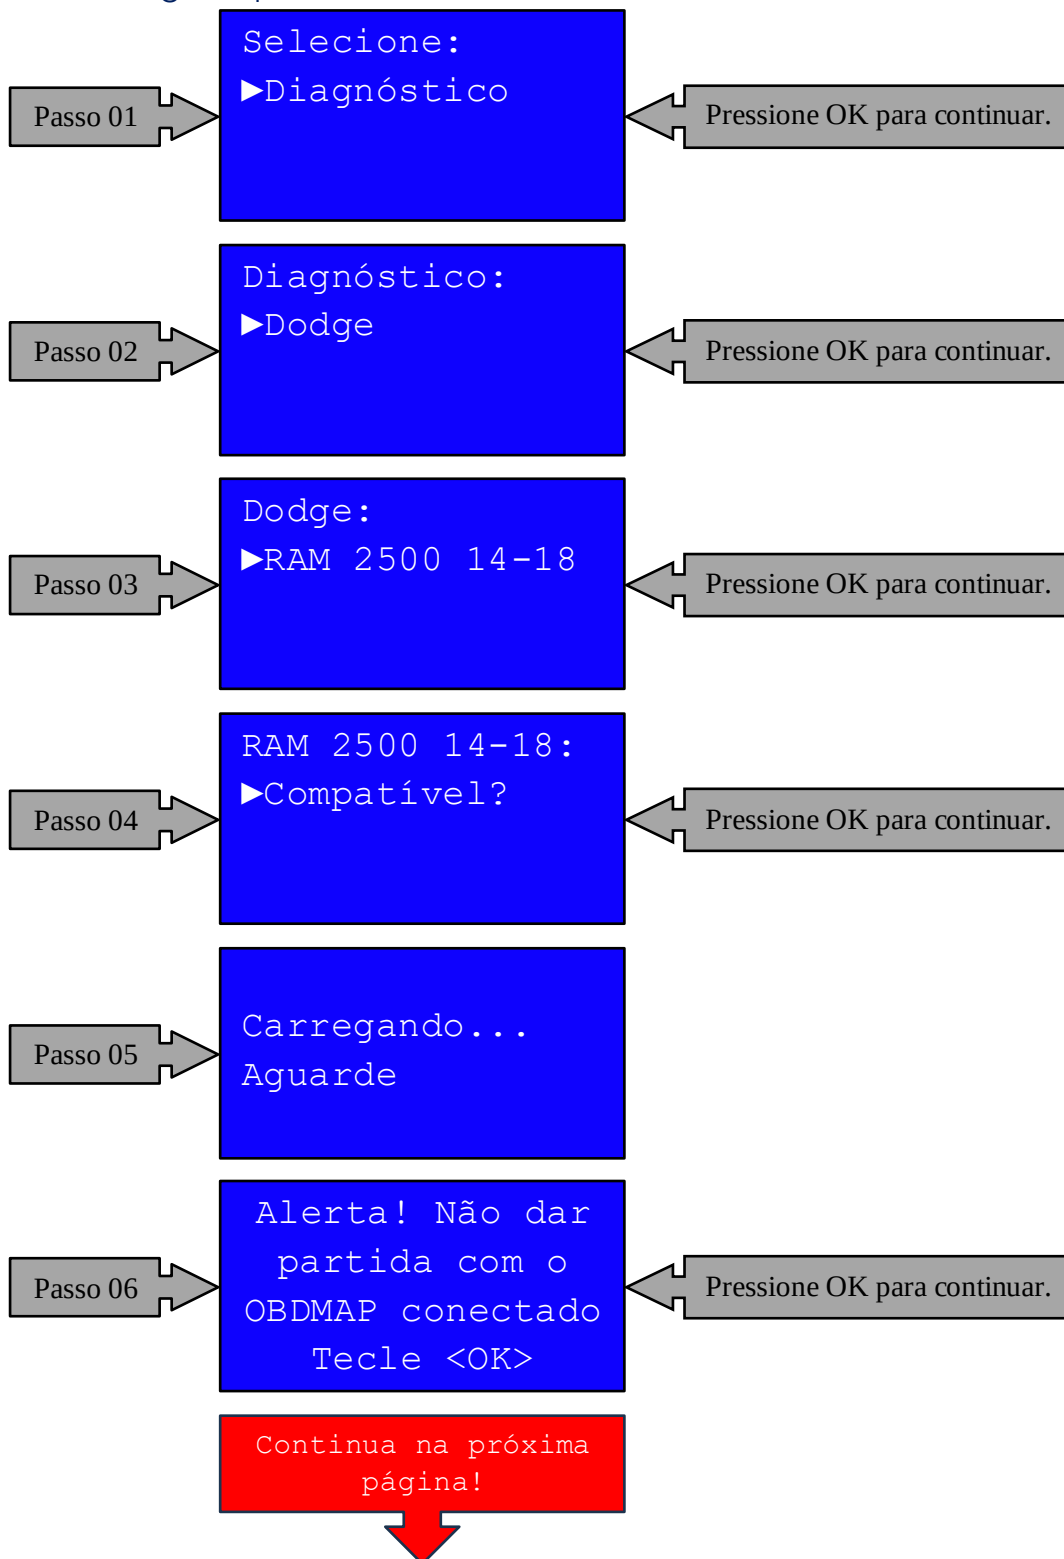 Selecione:
►Diagnóstico
Passo 01
Pressione OK para continuar.
Diagnóstico:
►Dodge
Passo 02
Pressione OK para continuar.
Dodge:
►RAM 2500 14-18
Passo 03
Pressione OK para continuar.
RAM 2500 14-18:
►Compatível?
Passo 04
Pressione OK para continuar.
Carregando...
Aguarde
Passo 05
Alerta! Não dar
partida com o
OBDMAP conectado
Tecle <OK>
Passo 06
Pressione OK para continuar.
Continua na próxima
página!